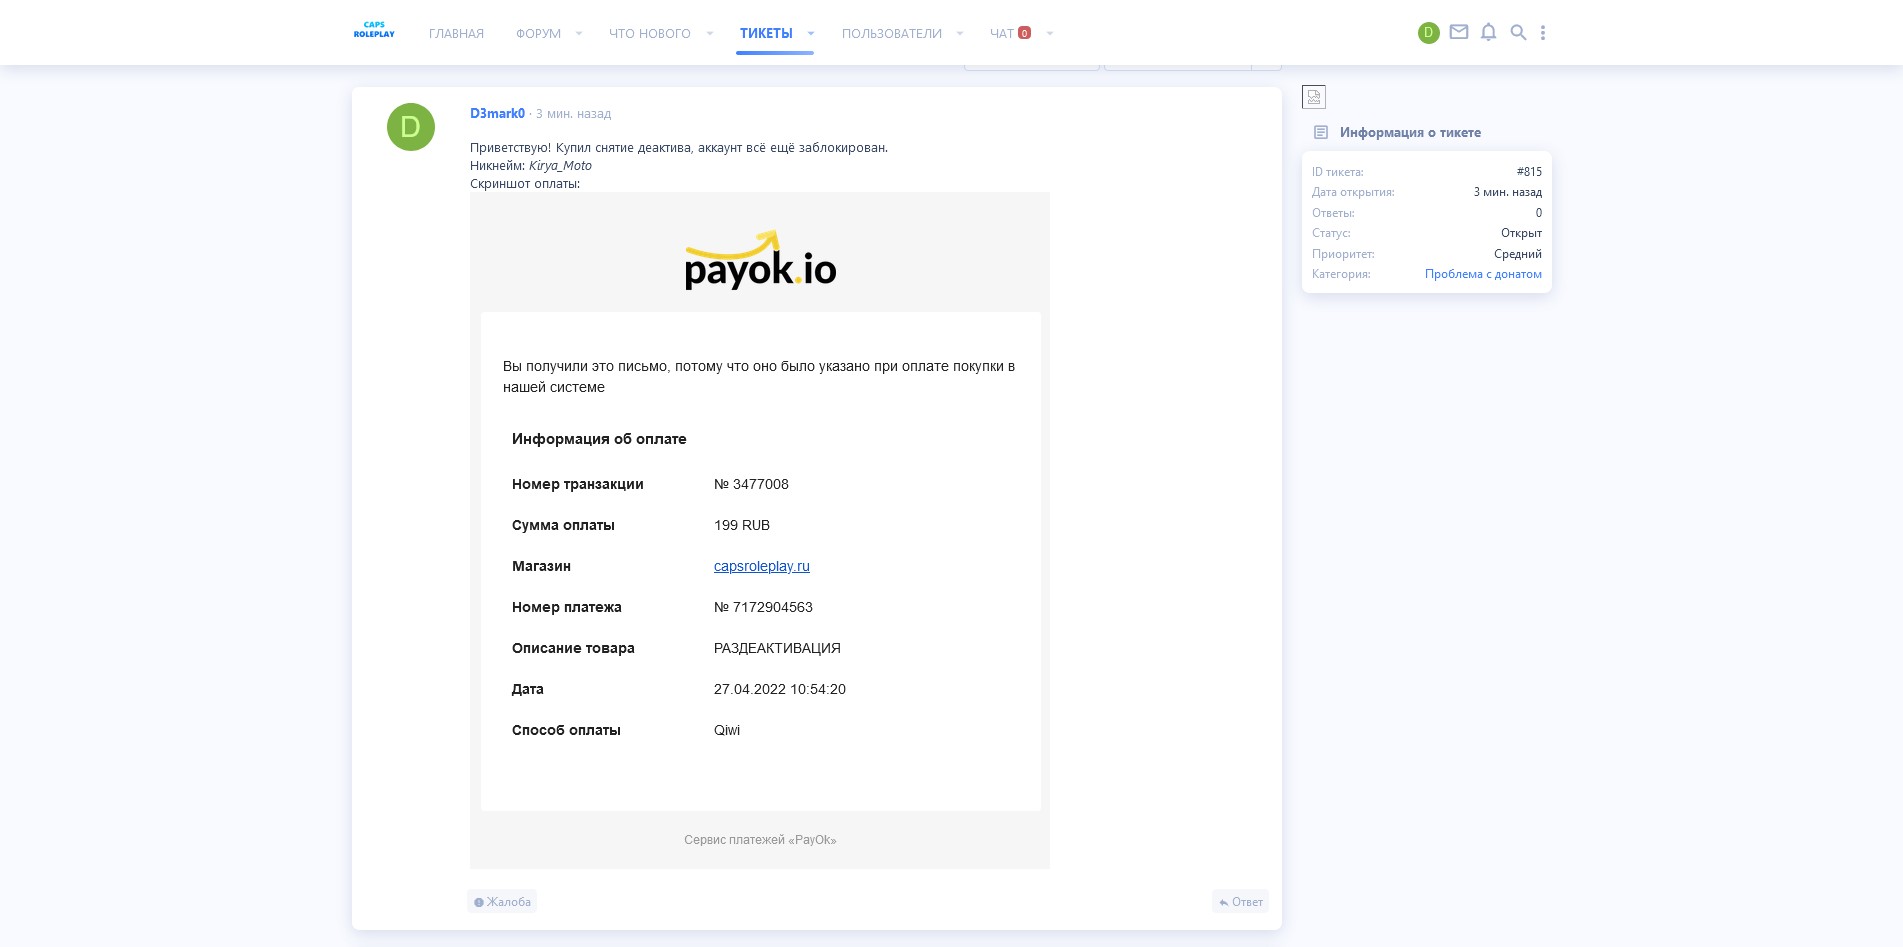 CAPS
ROLEPLAY
ГЛАВНАЯ
ФОРУМ
ЧТО НОВОГО
ТИКЕТЫ
ПОЛЬЗОВАТЕЛИ
ЧАТ 0
D
D
D3mark0 · 3 мин. назад
Приветствую! Купил снятие деактива, аккаунт всё ещё заблокирован.
Никнейм: Kirya_Moto
Скриншот оплаты:
payok.io
Вы получили это письмо, потому что оно было указано при оплате покупки в
нашей системе
Информация об оплате
Номер транзакции № 3477008
Сумма оплаты 199 RUB
Магазин capsroleplay.ru
Номер платежа № 7172904563
Описание товара РАЗДЕАКТИВАЦИЯ
Дата 27.04.2022 10:54:20
Способ оплаты Qiwi
Сервис платежей «PayOk»
Жалоба
Ответ
Информация о тикете
ID тикета: #815
Дата открытия: 3 мин. назад
Ответы: 0
Статус: Открыт
Приоритет: Средний
Категория: Проблема с донатом